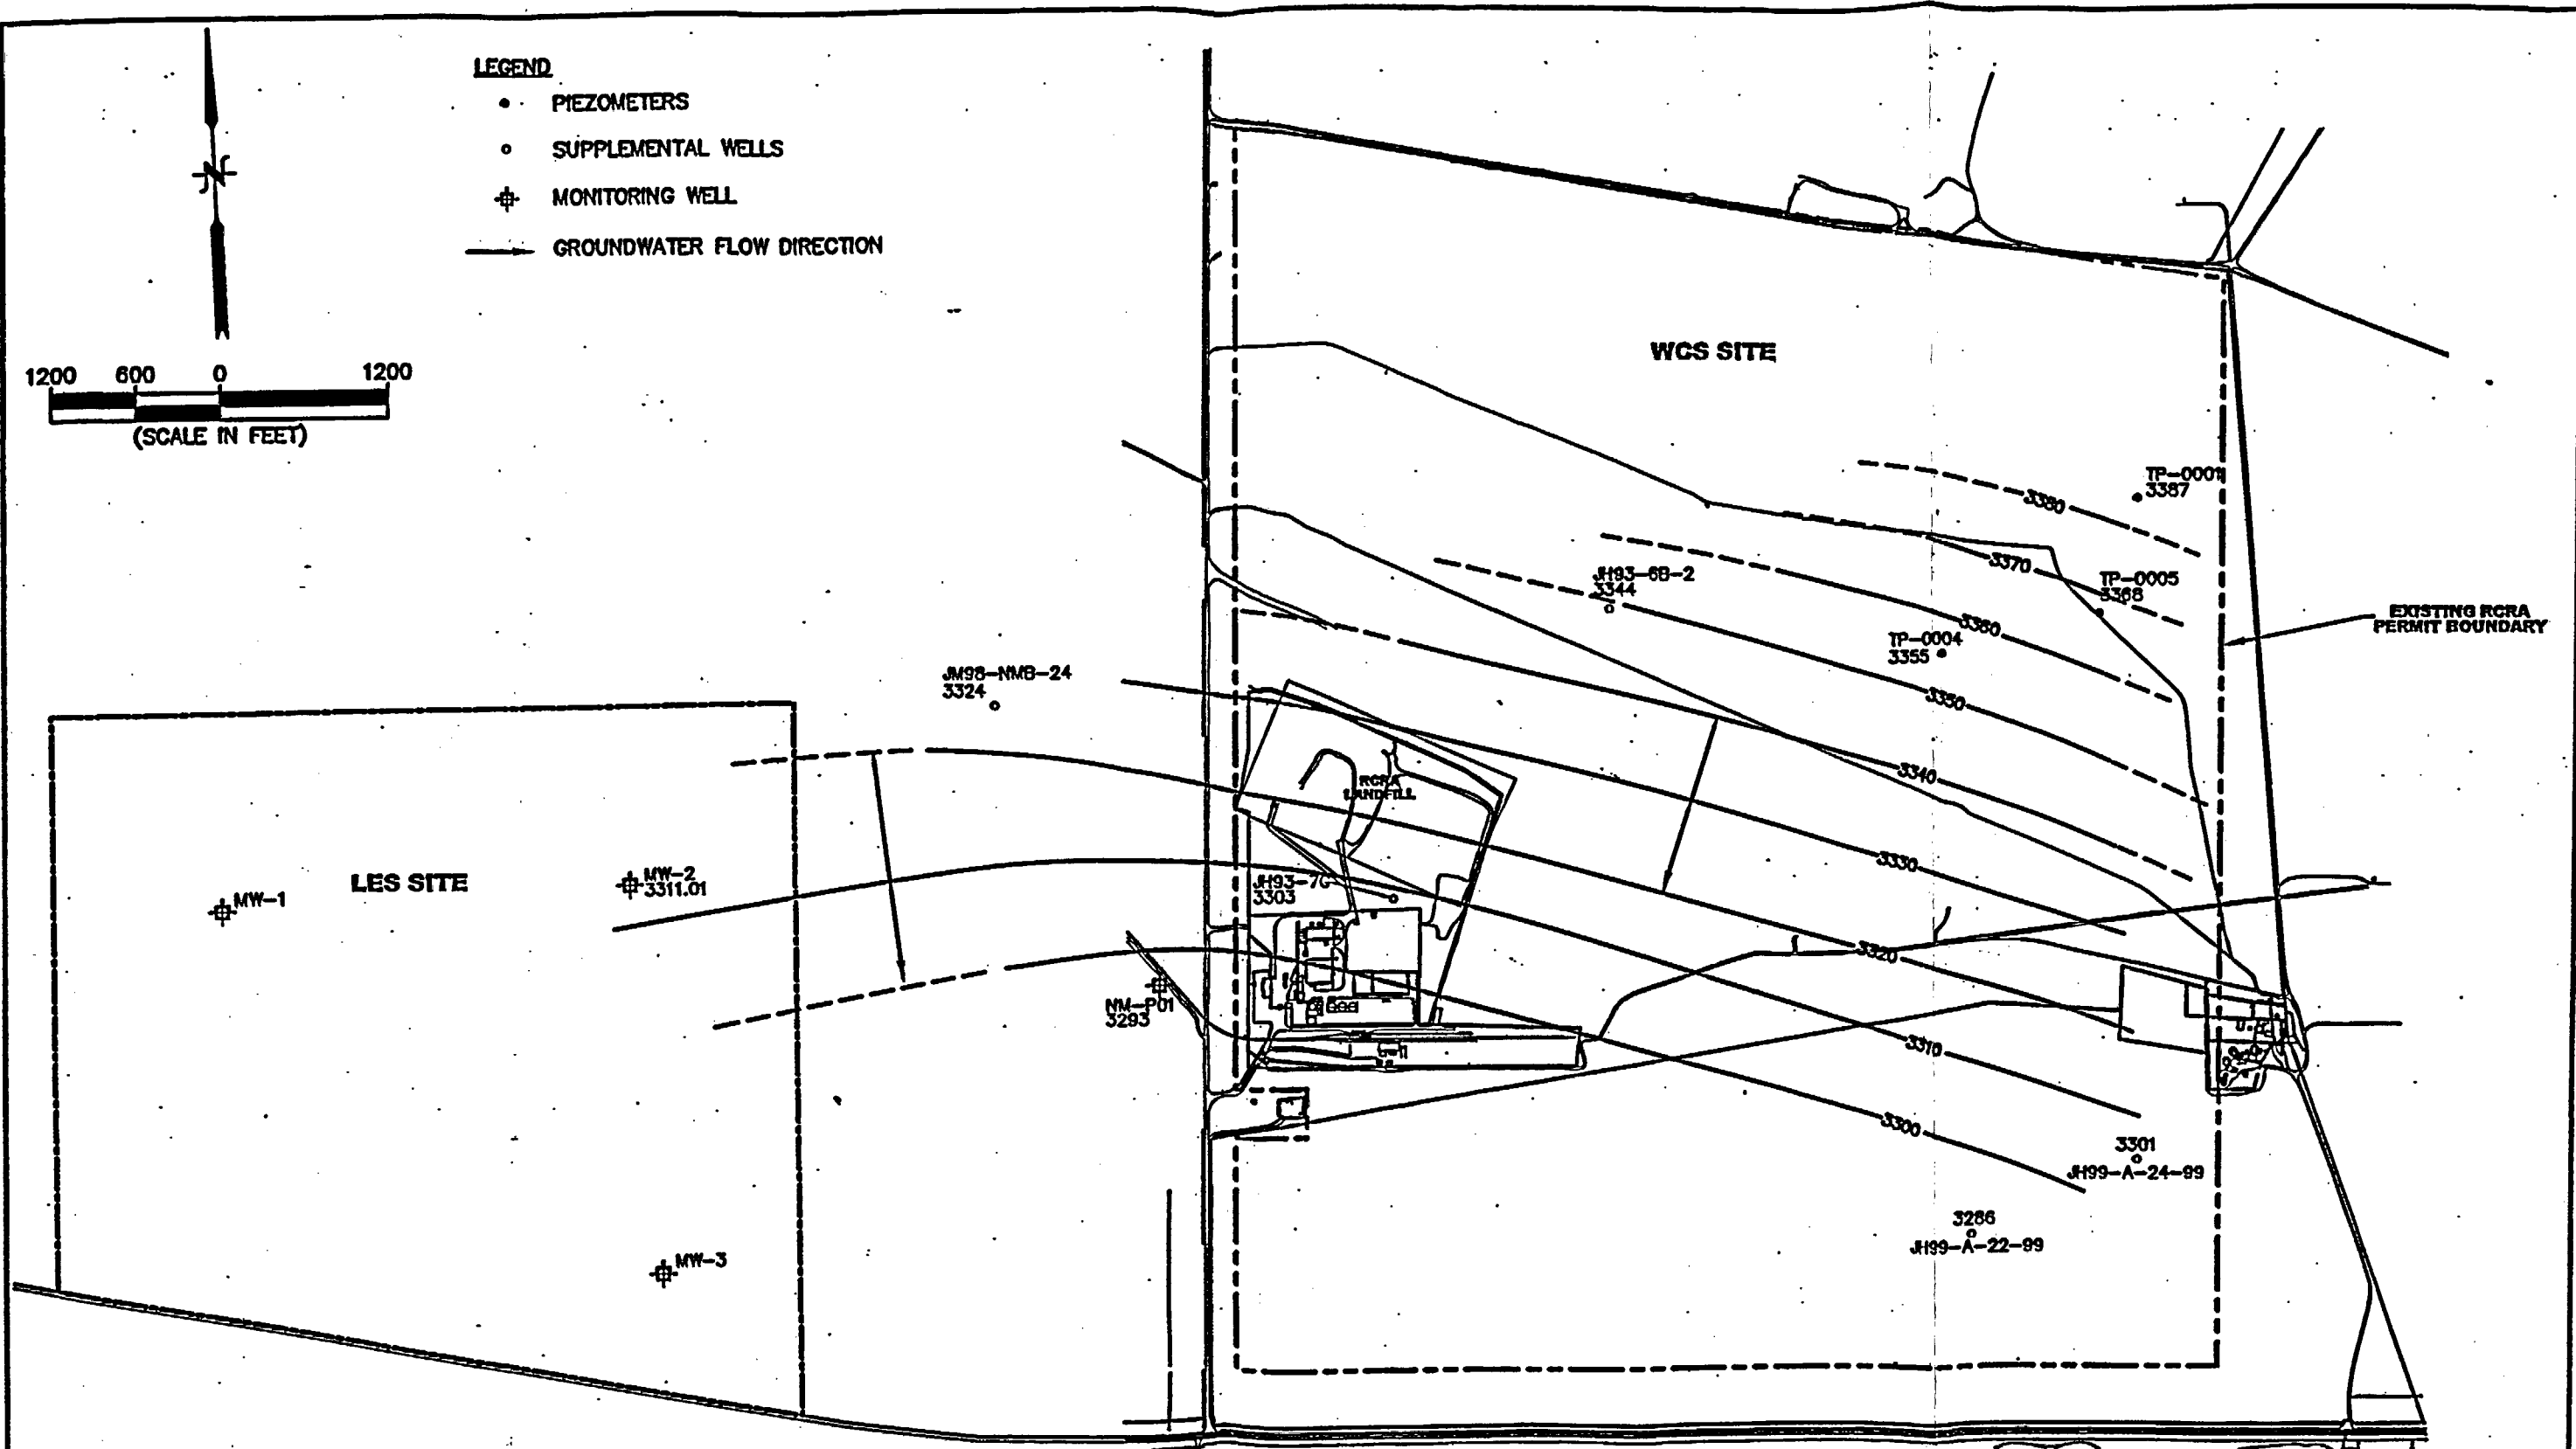 LEGEND
PIEZOMETERS
SUPPLEMENTAL WELLS
MONITORING WELL
GROUNDWATER FLOW DIRECTION
N
1200 600 0 1200
(SCALE IN FEET)
WCS SITE
TP-0001
3387
3380
3370
TP-0005
3368
JH93-6B-2
3344
3360
TP-0004
3355
EXISTING RCRA
PERMIT BOUNDARY
JM98-NMB-24
3324
3350
3340
RCRA
LANDFILL
3330
LES SITE
MW-1
MW-2
3311.01
JH93-7G
3303
3320
NM-P01
3293
3310
3300
3301
JH99-A-24-99
3286
JH99-A-22-99
MW-3